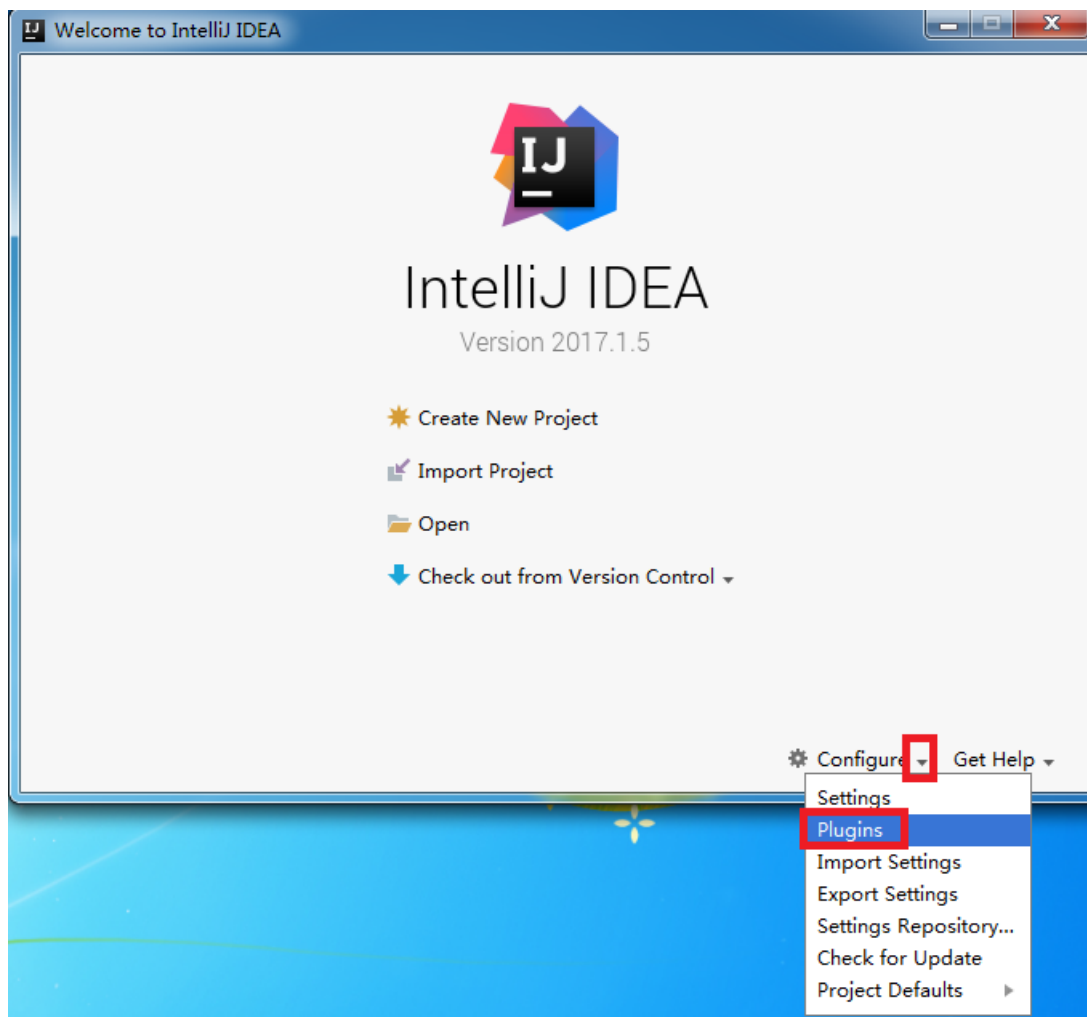 Welcome to IntelliJ IDEA
IJ
IJ
IntelliJ IDEA
Version 2017.1.5
Create New Project
Import Project
Open
Check out from Version Control
Configure Get Help
Settings
Plugins
Import Settings
Export Settings
Settings Repository...
Check for Update
Project Defaults